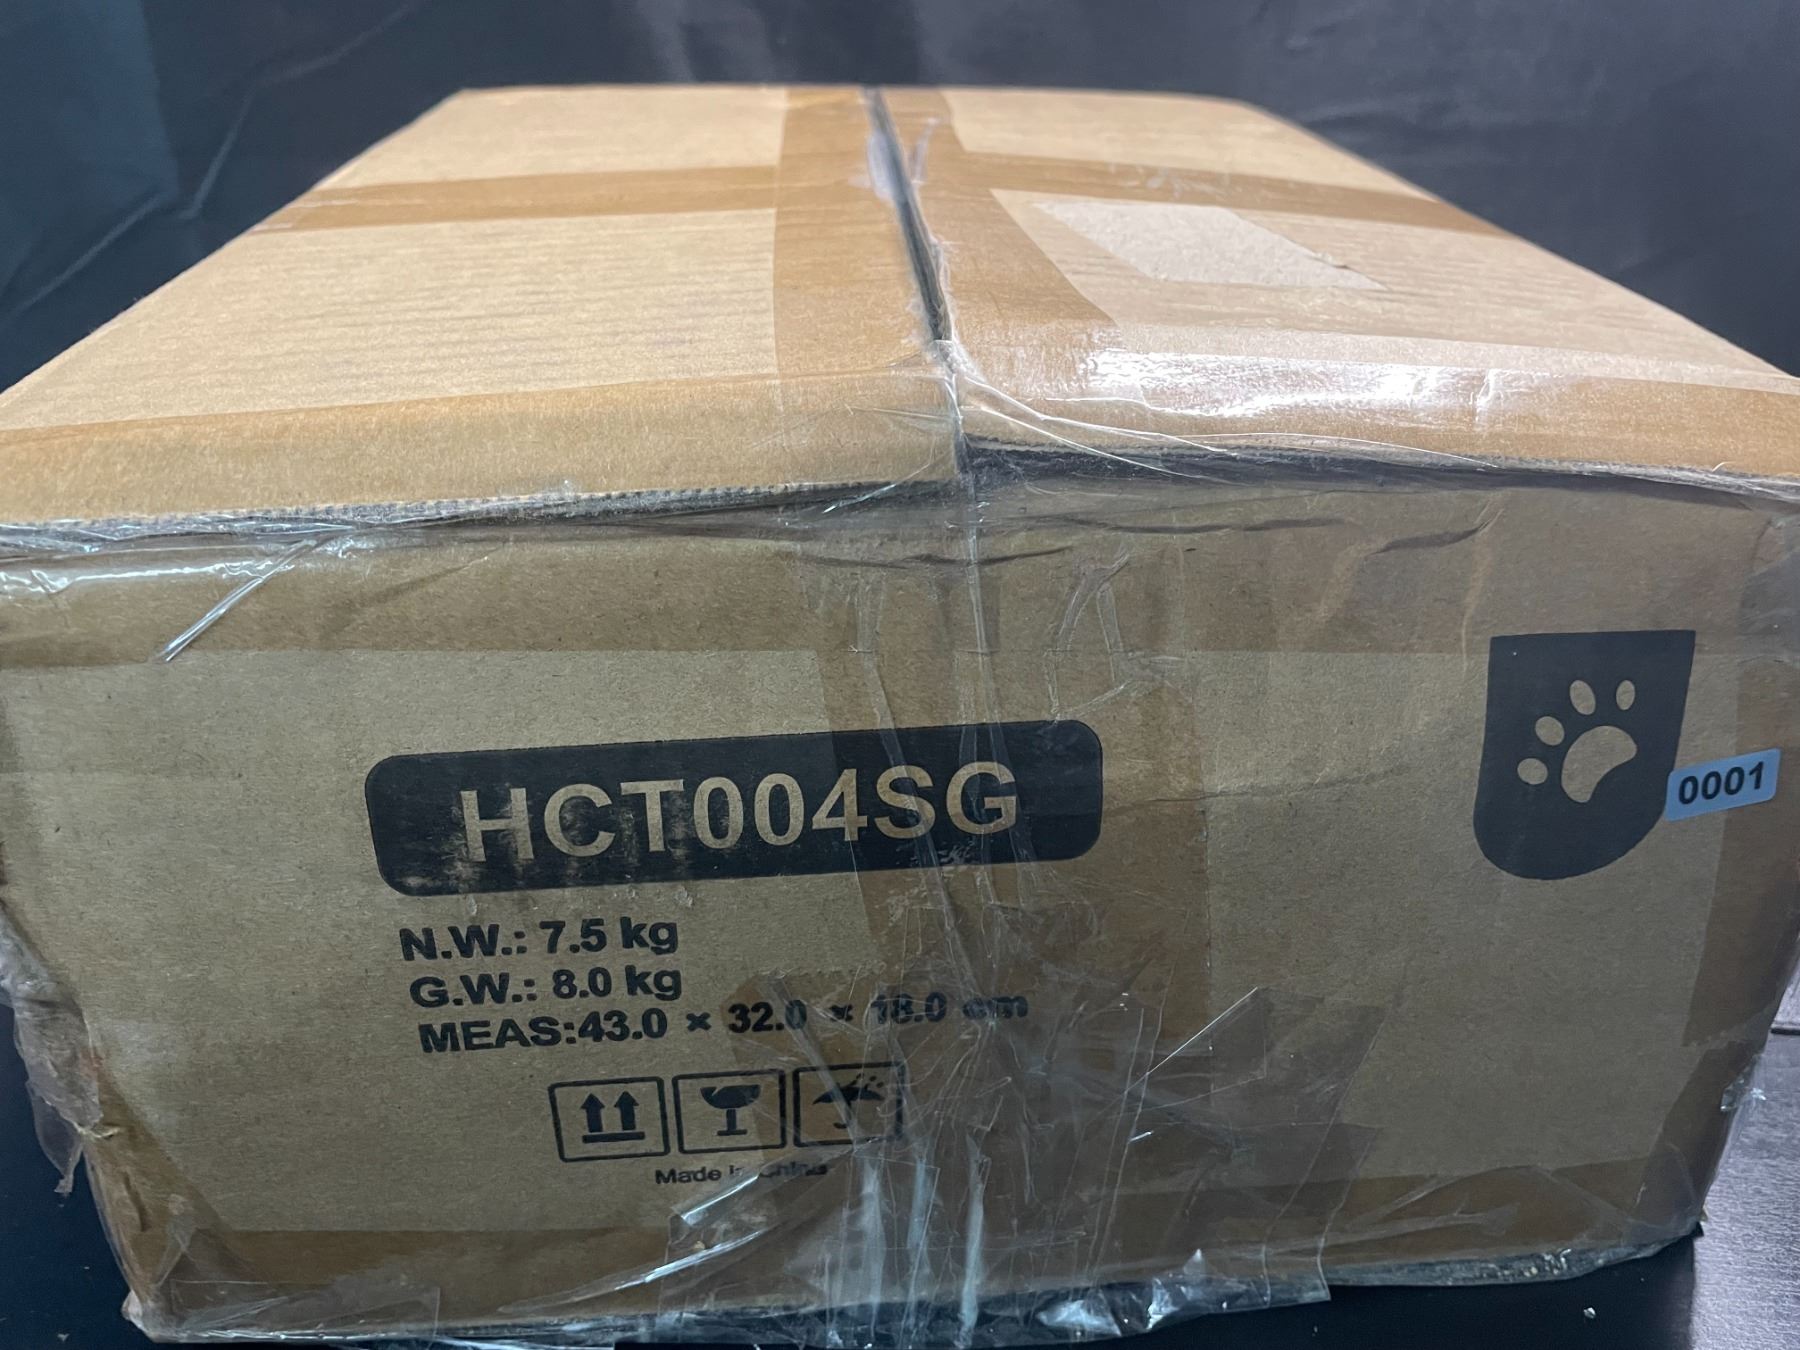 HCT004SG
0001
N.W.: 7.5 kg
G.W.: 8.0 kg
MEAS:43.0 × 32.0 × 18.0 cm
Made in China